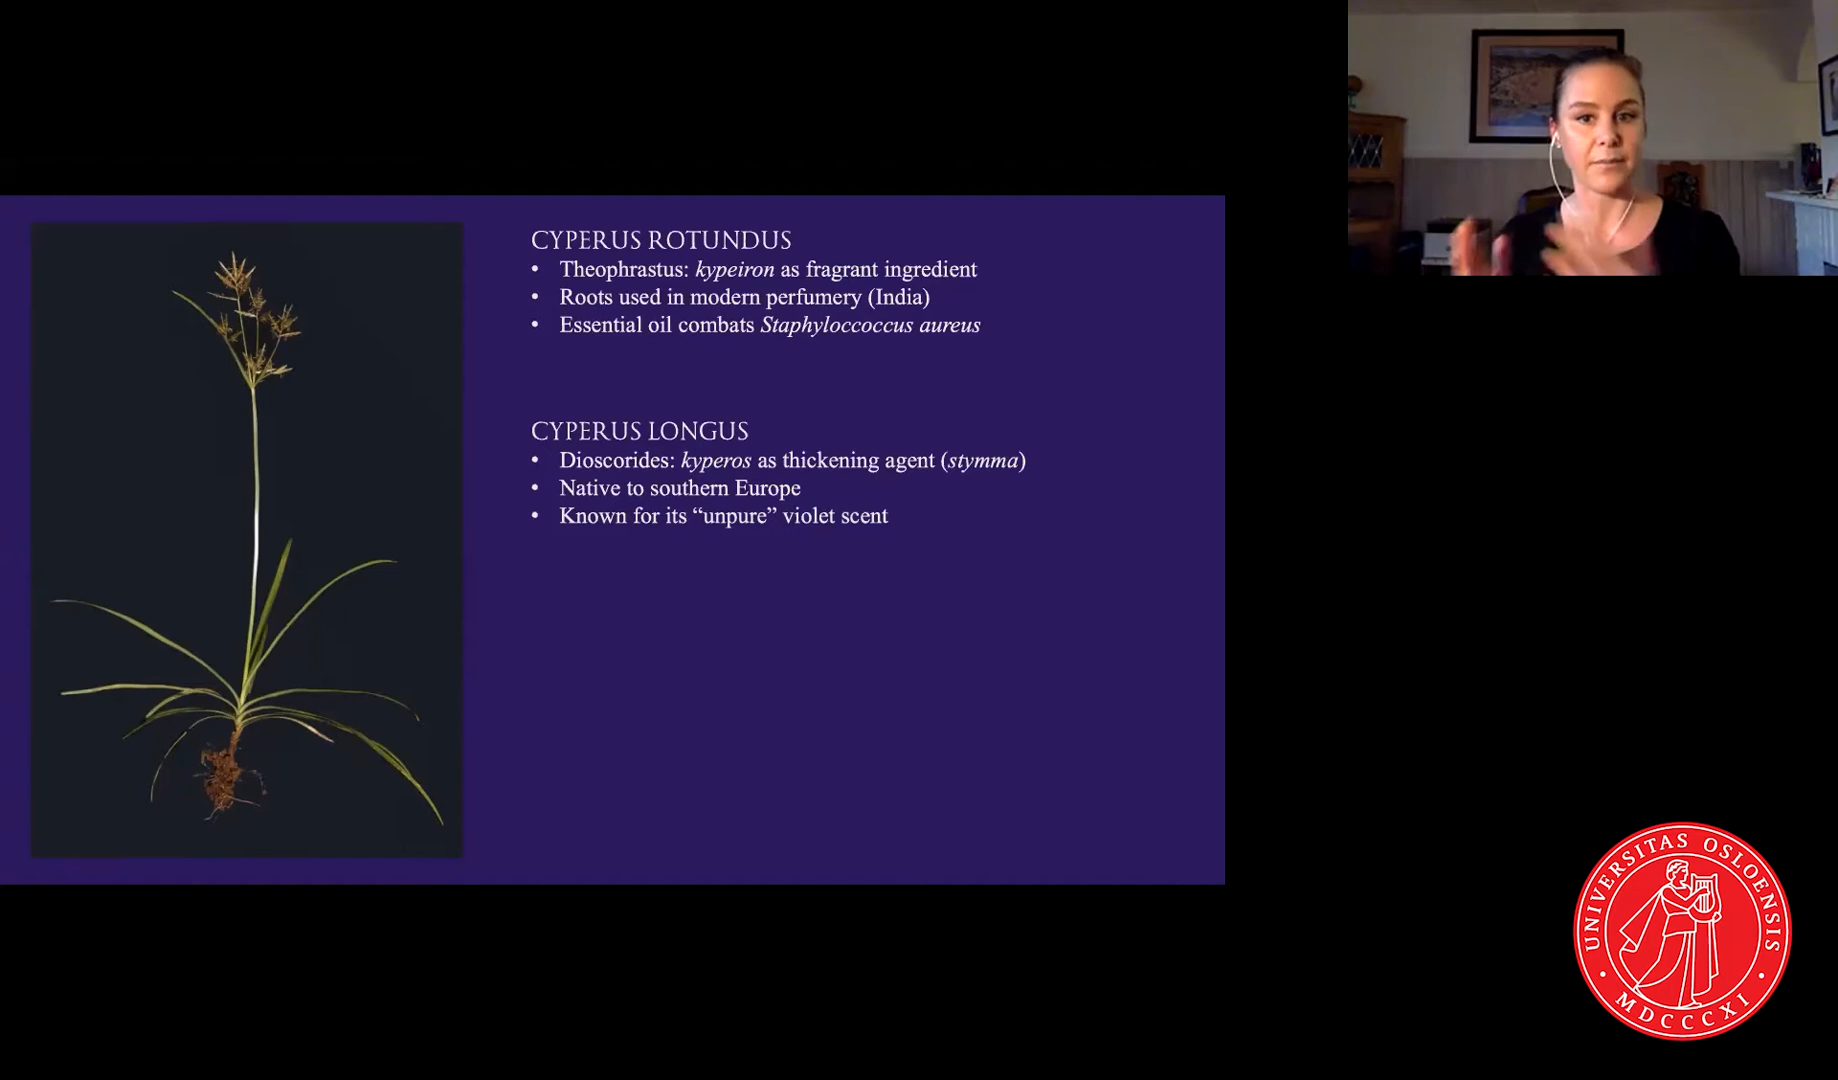 CYPERUS ROTUNDUS
• Theophrastus: kypeiron as fragrant ingredient
• Roots used in modern perfumery (India)
• Essential oil combats Staphyloccoccus aureus
CYPERUS LONGUS
• Dioscorides: kyperos as thickening agent (stymma)
• Native to southern Europe
• Known for its “unpure” violet scent
UNIVERSITAS OSLOENSIS
MDCCCXI